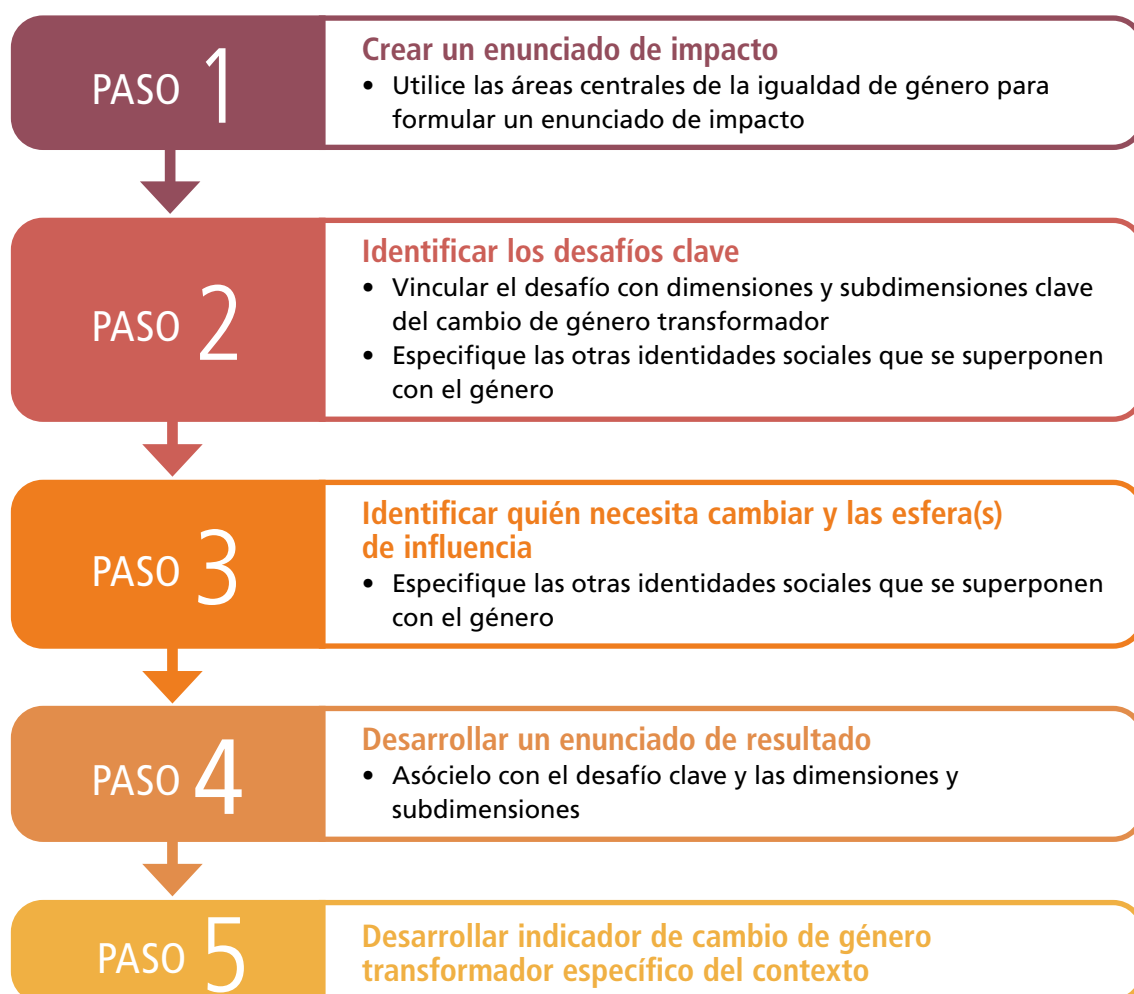 PASO 1
Crear un enunciado de impacto
• Utilice las áreas centrales de la igualdad de género para
formular un enunciado de impacto
PASO 2
Identificar los desafíos clave
• Vincular el desafío con dimensiones y subdimensiones clave
del cambio de género transformador
• Especifique las otras identidades sociales que se superponen
con el género
PASO 3
Identificar quién necesita cambiar y las esfera(s)
de influencia
• Especifique las otras identidades sociales que se superponen
con el género
PASO 4
Desarrollar un enunciado de resultado
• Asócielo con el desafío clave y las dimensiones y
subdimensiones
PASO 5
Desarrollar indicador de cambio de género
transformador específico del contexto